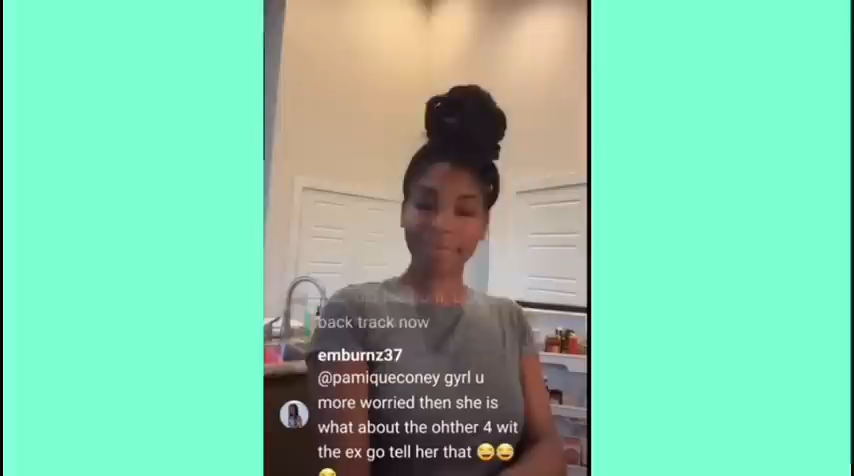 back track now
emburnz37
@pamiqueconey gyrl u
more worried then she is
what about the ohther 4 wit
the ex go tell her that 😂😂
😂